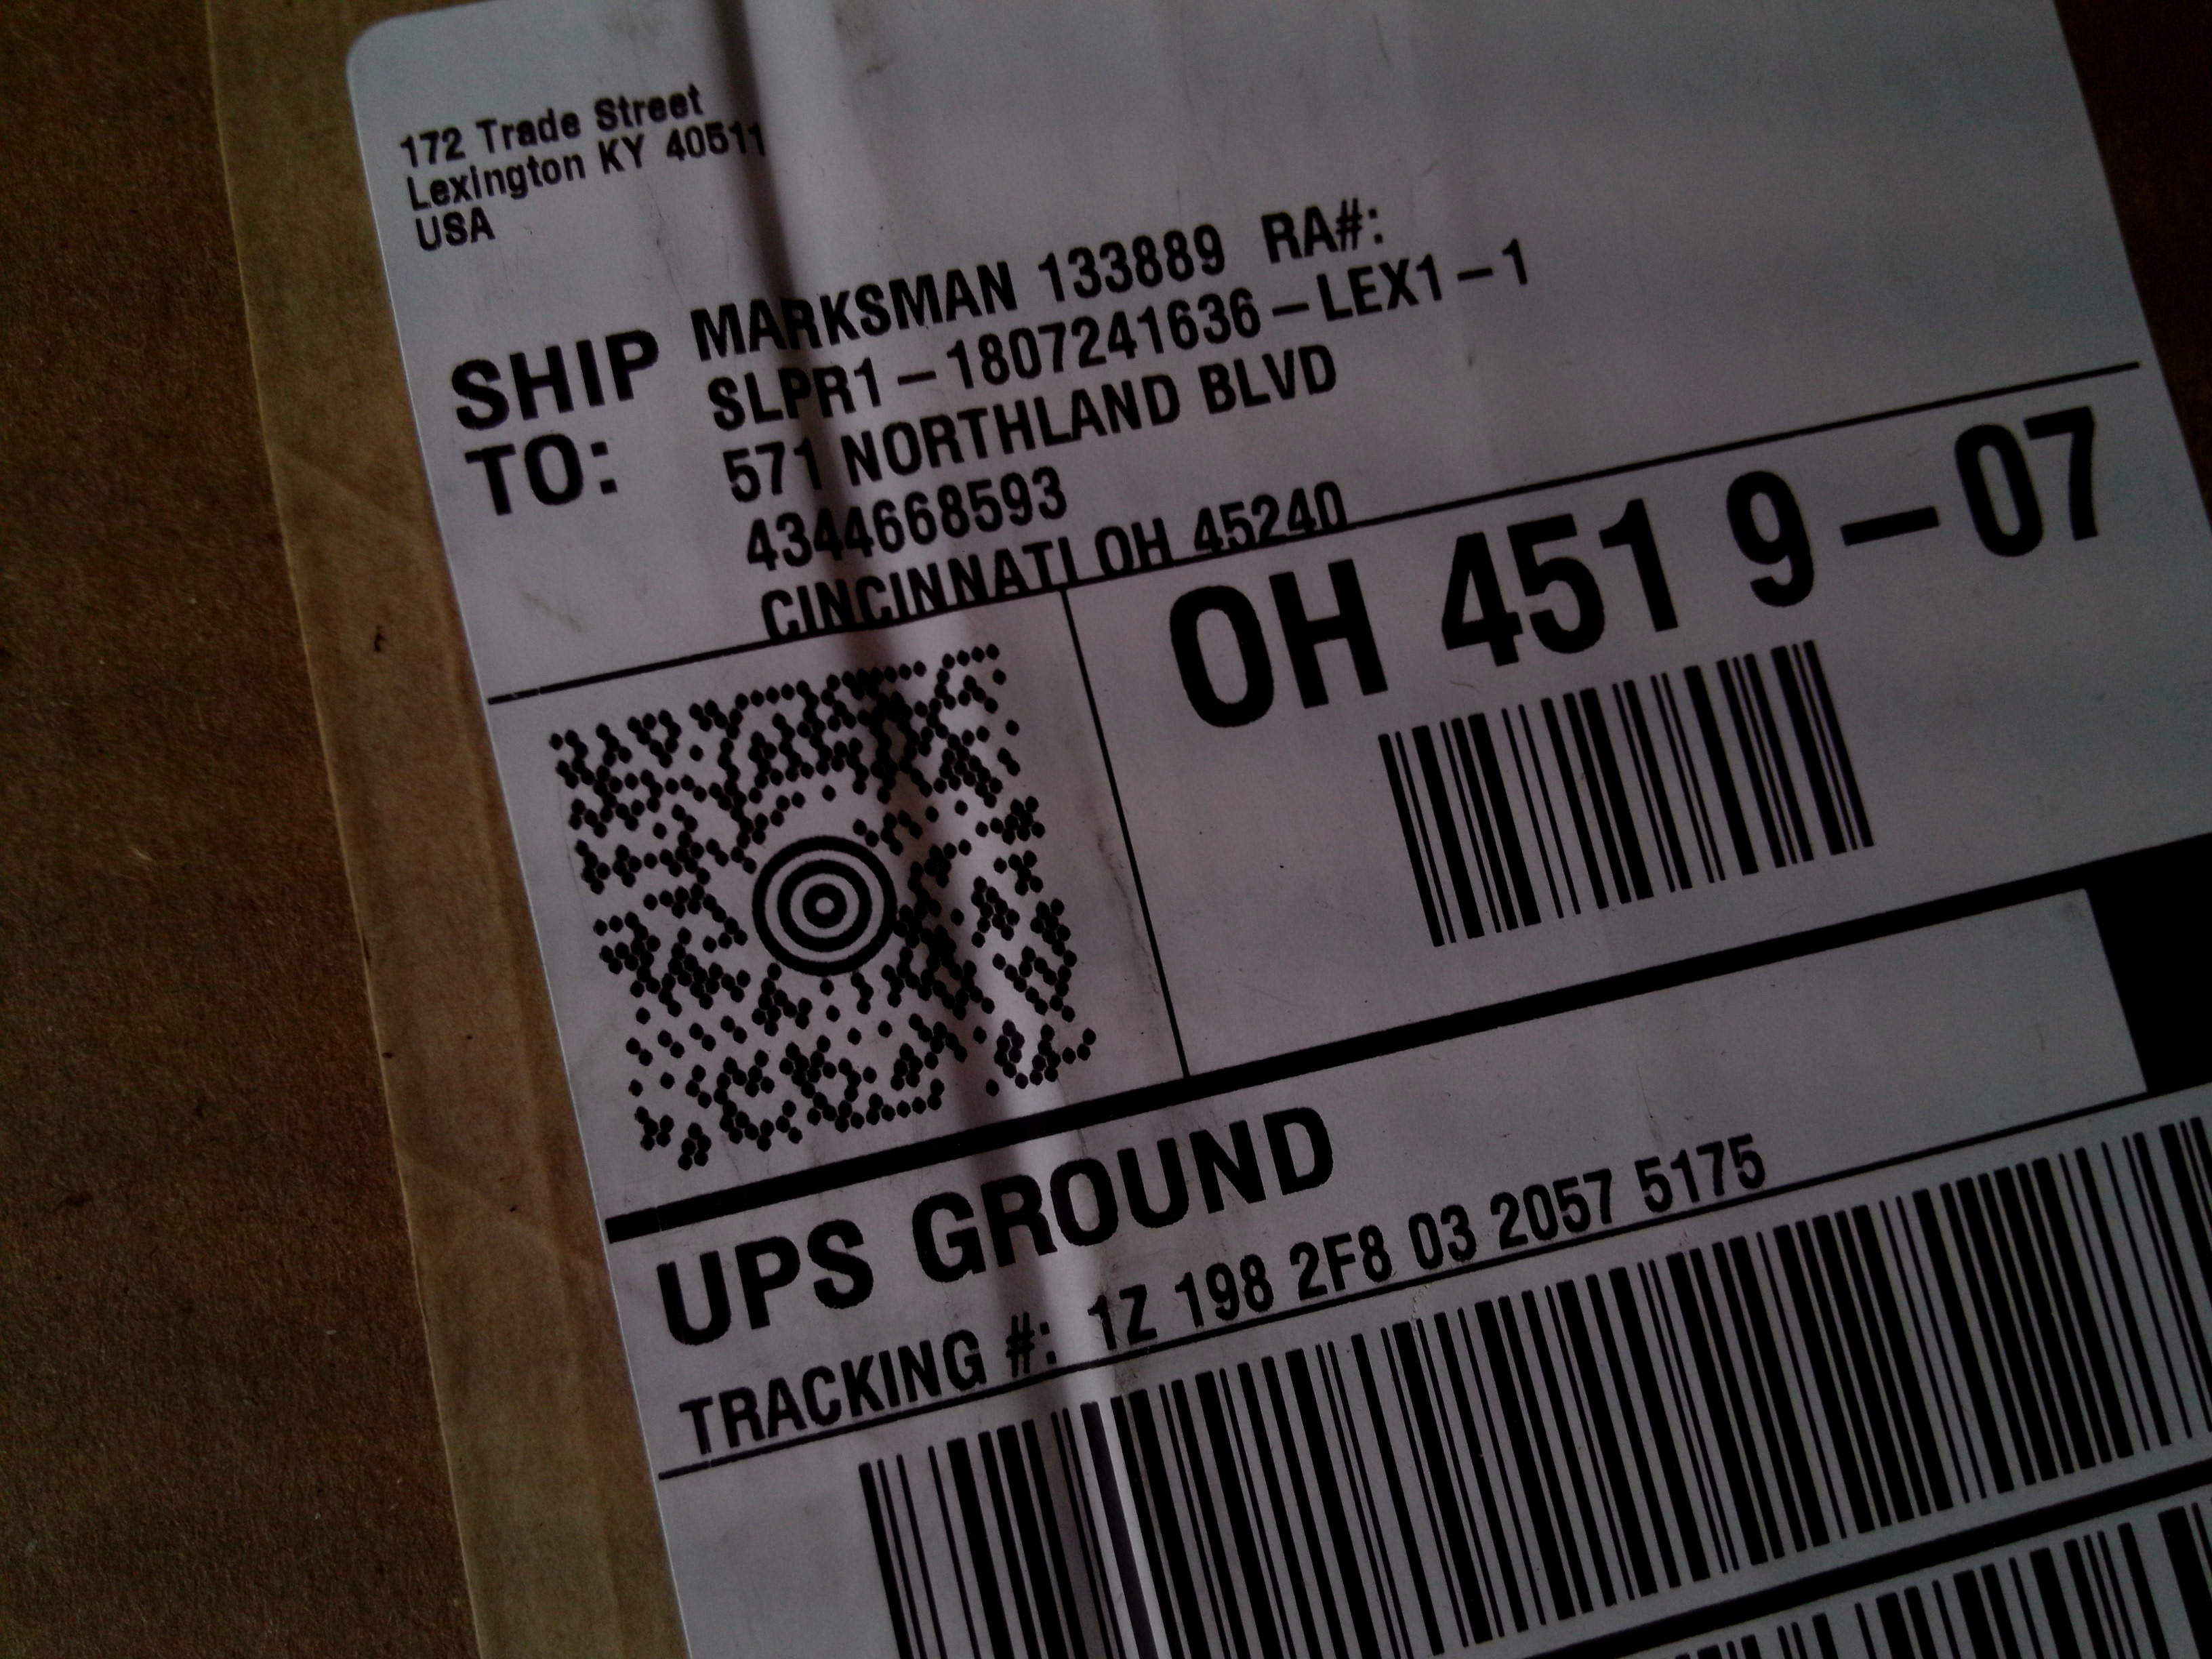 172 Trade Street
Lexington KY 40511
USA
SHIP TO:
MARKSMAN 133889 RA#:
SLPR1-1807241636-LEX1-1
571 NORTHLAND BLVD
4344668593
CINCINNATI OH 45240
OH 451 9-07
UPS GROUND
TRACKING #: 1Z 198 2F8 03 2057 5175